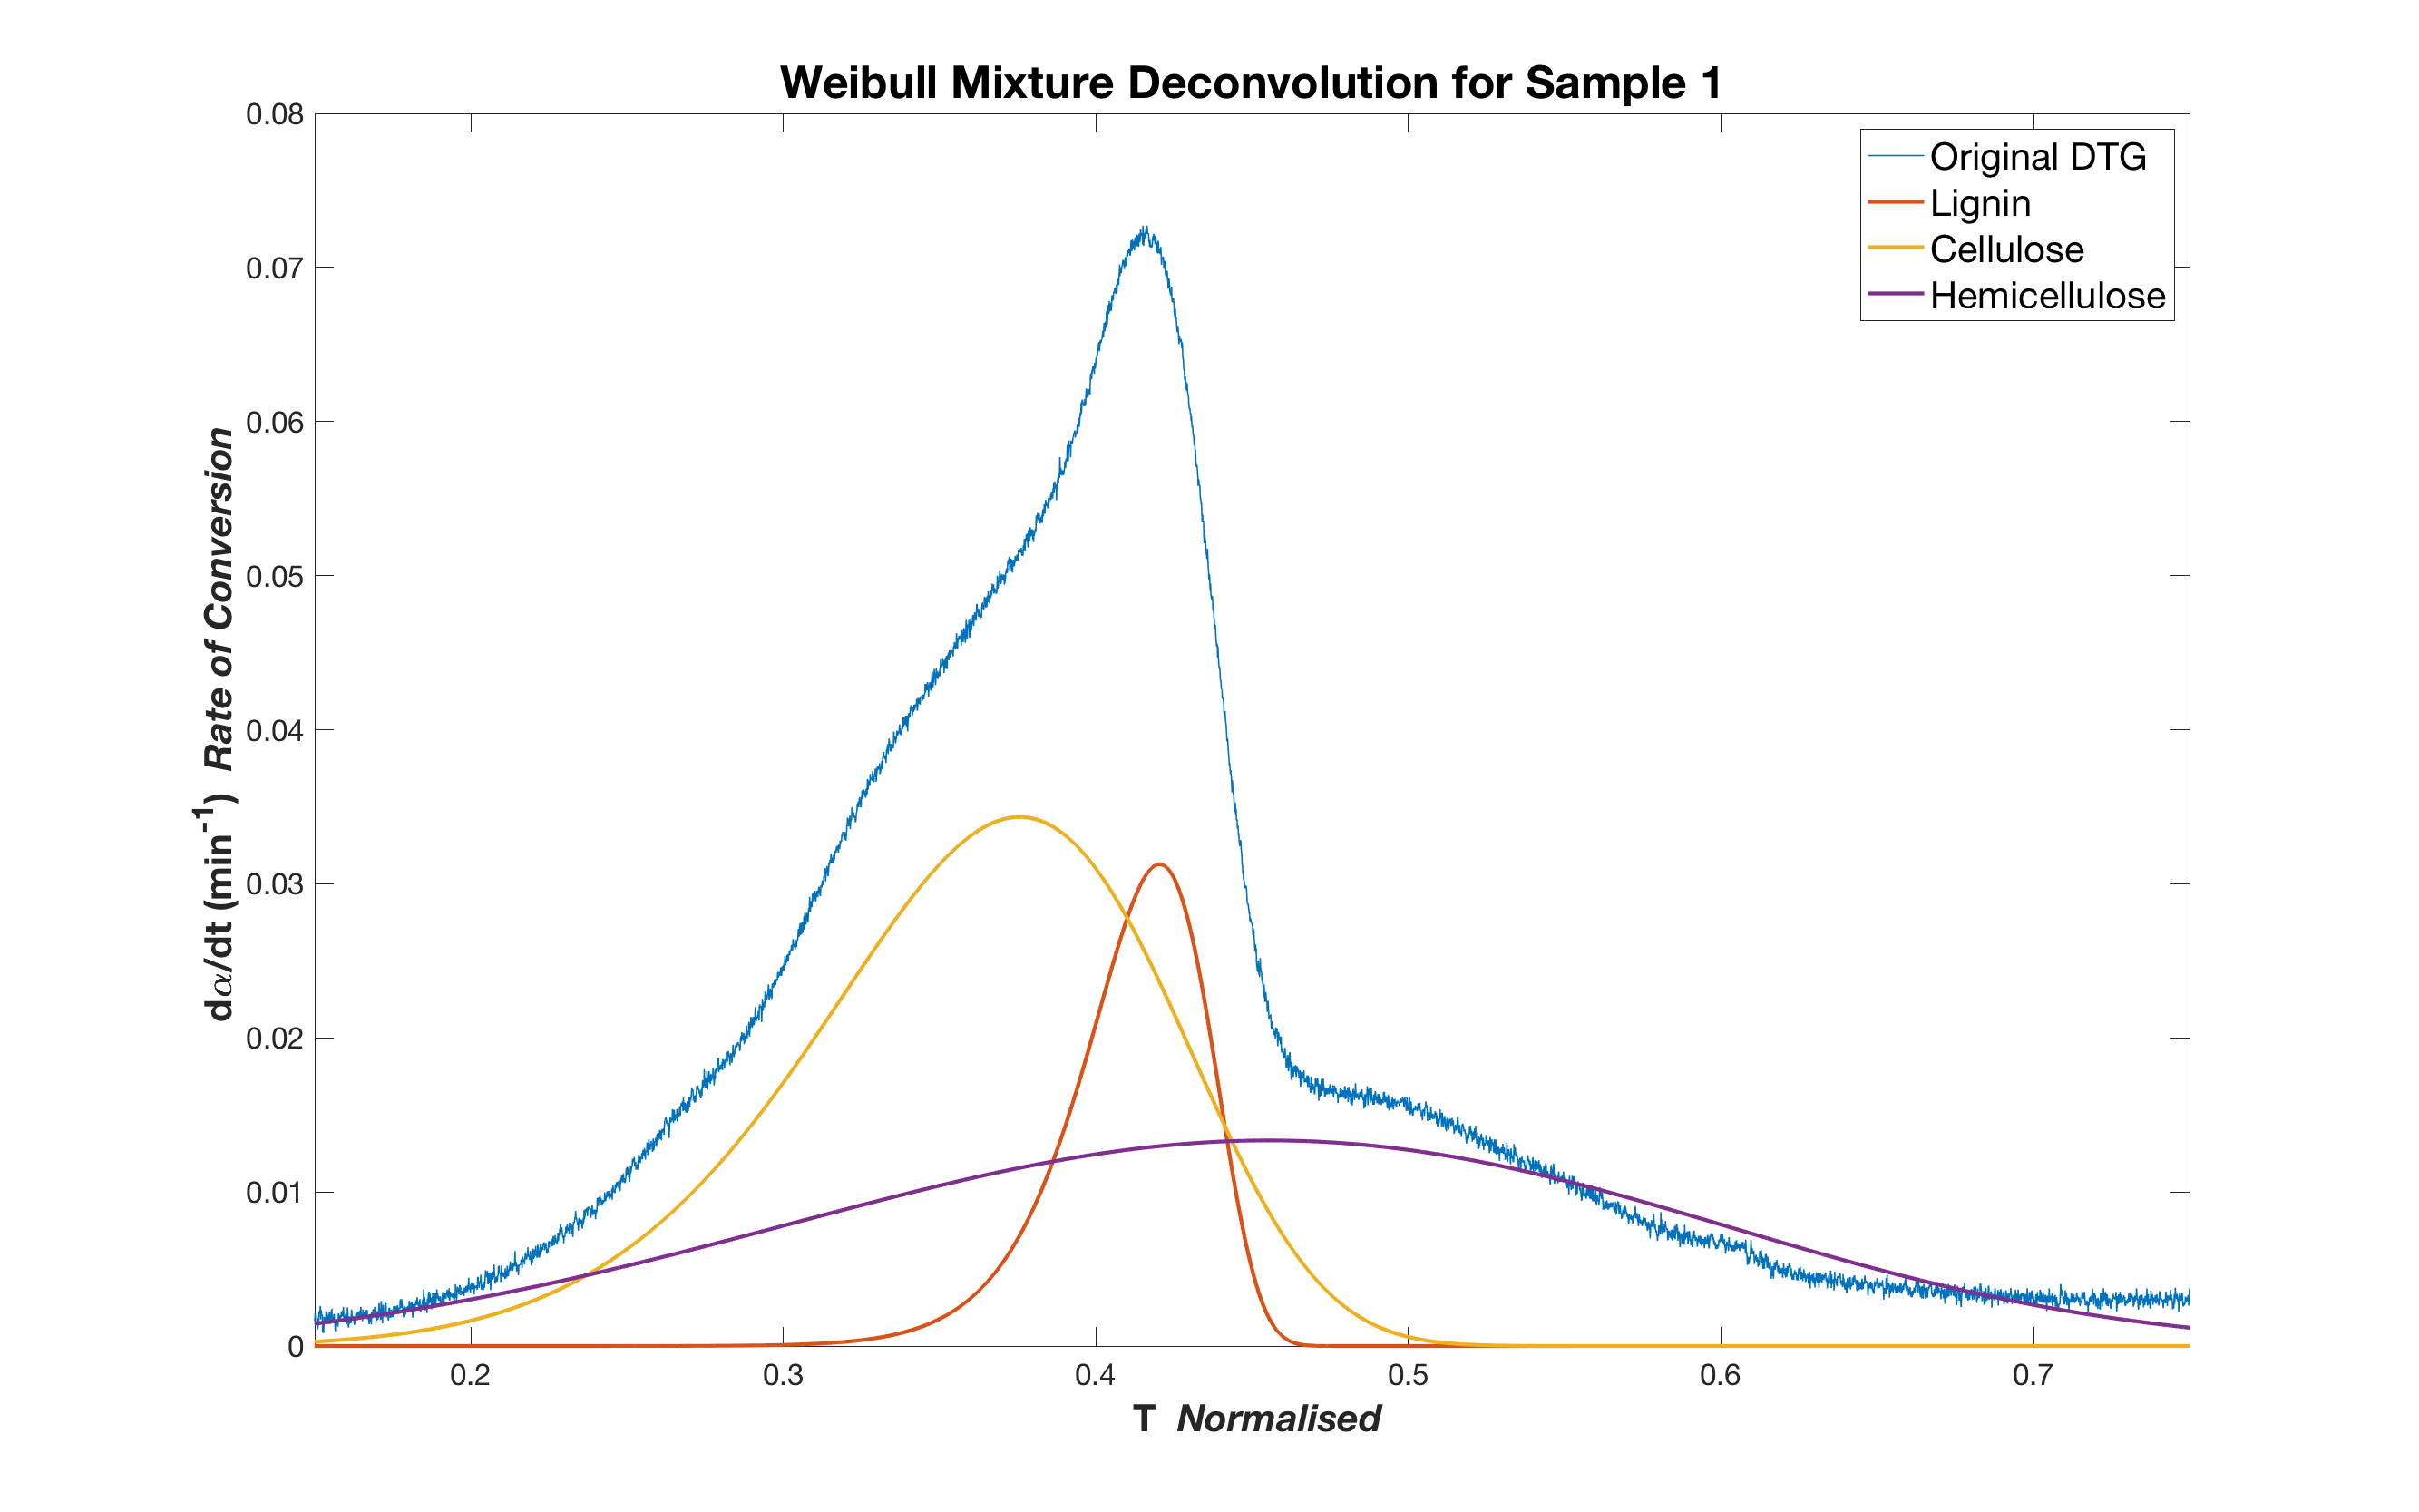 Weibull Mixture Deconvolution for Sample 1
0.08
0.07
0.06
0.05
0.04
0.03
0.02
0.01
0
dα/dt (min⁻¹) Rate of Conversion
Original DTG
Lignin
Cellulose
Hemicellulose
0.2 0.3 0.4 0.5 0.6 0.7
T Normalised